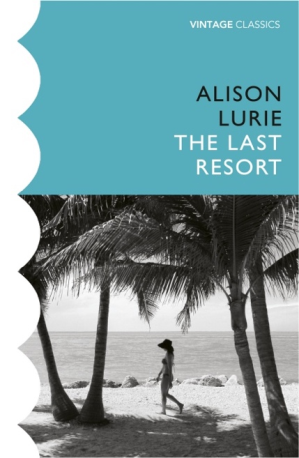 VINTAGE CLASSICS
ALISON
LURIE
THE LAST
RESORT